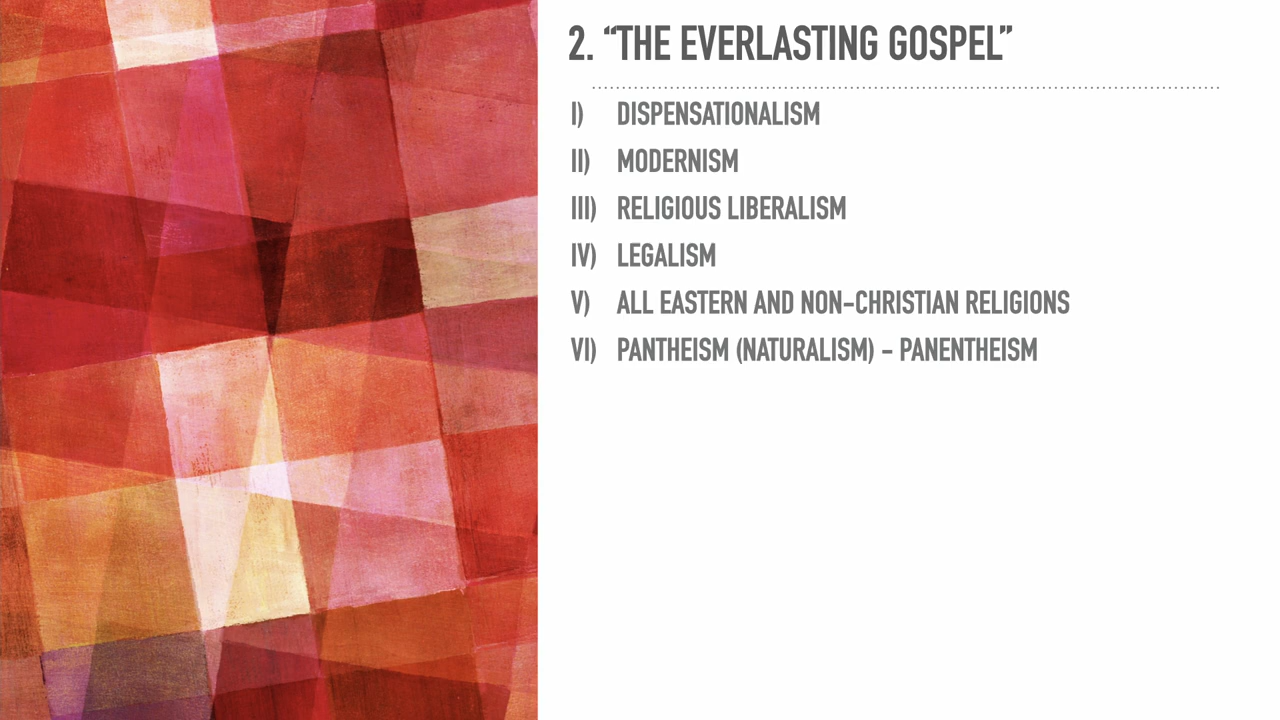 2. “THE EVERLASTING GOSPEL”
I) DISPENSATIONALISM
II) MODERNISM
III) RELIGIOUS LIBERALISM
IV) LEGALISM
V) ALL EASTERN AND NON-CHRISTIAN RELIGIONS
VI) PANTHEISM (NATURALISM) - PANENTHEISM